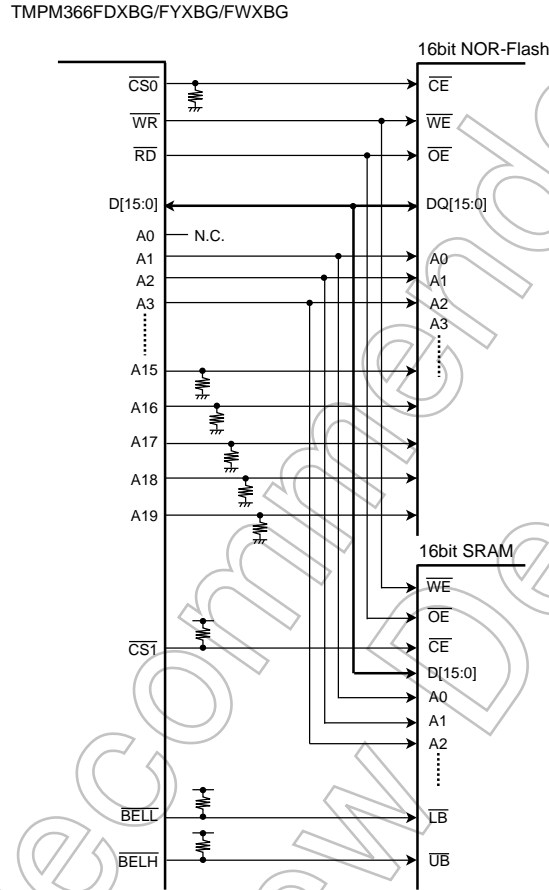 TMPM366FDXBG/FYXBG/FWXBG
16bit NOR-Flash
CS0 CE
WR WE
RD OE
D[15:0] DQ[15:0]
A0 N.C.
A1 A0
A2 A1
A3 A2
A3
A15
A16
A17
A18
A19
16bit SRAM
WE
OE
CS1 CE
D[15:0]
A0
A1
A2
BELL LB
BELH UB